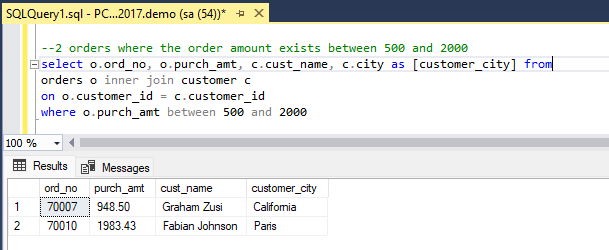 SQLQuery1.sql - PC...2017.demo (sa (54))*
--2 orders where the order amount exists between 500 and 2000
select o.ord_no, o.purch_amt, c.cust_name, c.city as [customer_city] from
orders o inner join customer c
on o.customer_id = c.customer_id
where o.purch_amt between 500 and 2000
100 %
Results Messages
ord_no purch_amt cust_name customer_city
1 70007 948.50 Graham Zusi California
2 70010 1983.43 Fabian Johnson Paris